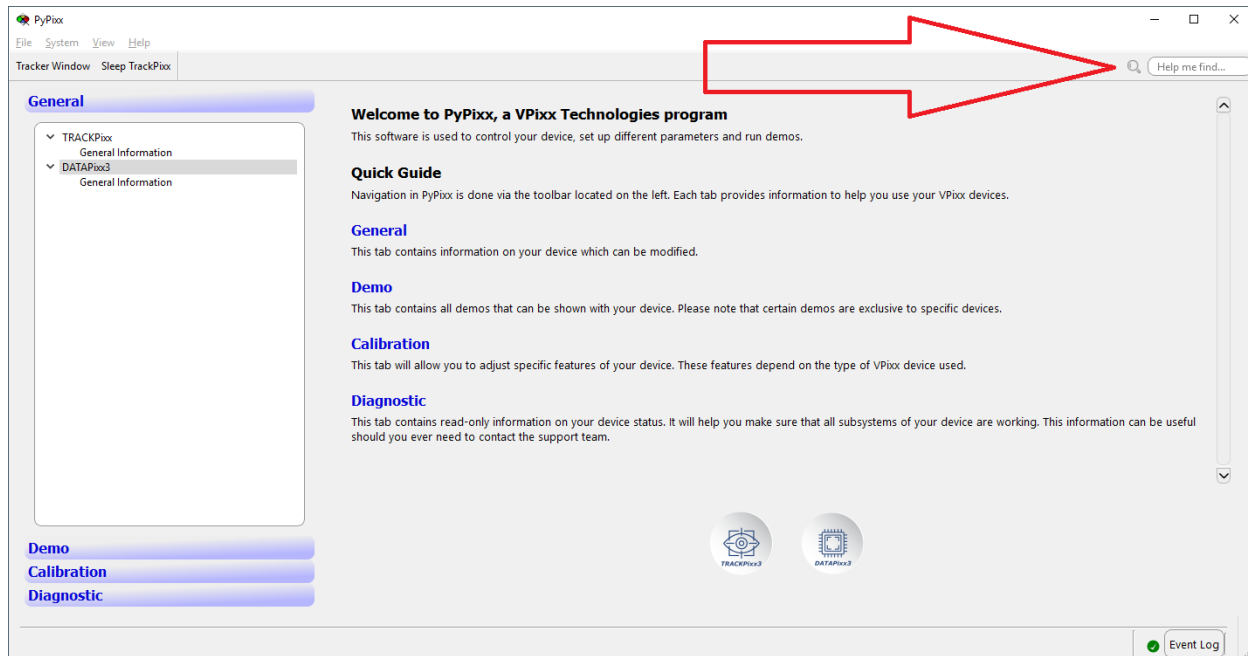 PyPixx
File System View Help
Tracker Window Sleep TrackPixx
Help me find...
General
TRACKPixx
General Information
DATAPixx3
General Information
Demo
Calibration
Diagnostic
Welcome to PyPixx, a VPixx Technologies program
This software is used to control your device, set up different parameters and run demos.
Quick Guide
Navigation in PyPixx is done via the toolbar located on the left. Each tab provides information to help you use your VPixx devices.
General
This tab contains information on your device which can be modified.
Demo
This tab contains all demos that can be shown with your device. Please note that certain demos are exclusive to specific devices.
Calibration
This tab will allow you to adjust specific features of your device. These features depend on the type of VPixx device used.
Diagnostic
This tab contains read-only information on your device status. It will help you make sure that all subsystems of your device are working. This information can be useful
should you ever need to contact the support team.
TRACKPixx3
DATAPixx3
Event Log